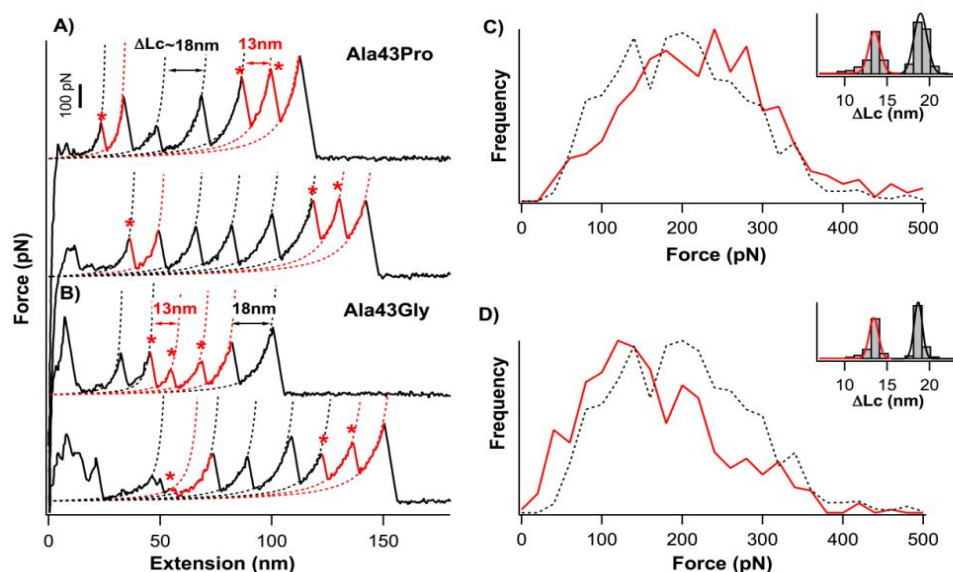 A)
ΔLc~18nm
13nm
Ala43Pro
100 pN
*
*
*
*
*
*
Force (pN)
B)
13nm
18nm
Ala43Gly
*
*
*
*
*
*
0
50
100
150
Extension (nm)
C)
Frequency
0
100
200
300
400
500
Force (pN)
10
15
20
ΔLc (nm)
D)
Frequency
0
100
200
300
400
500
Force (pN)
10
15
20
ΔLc (nm)